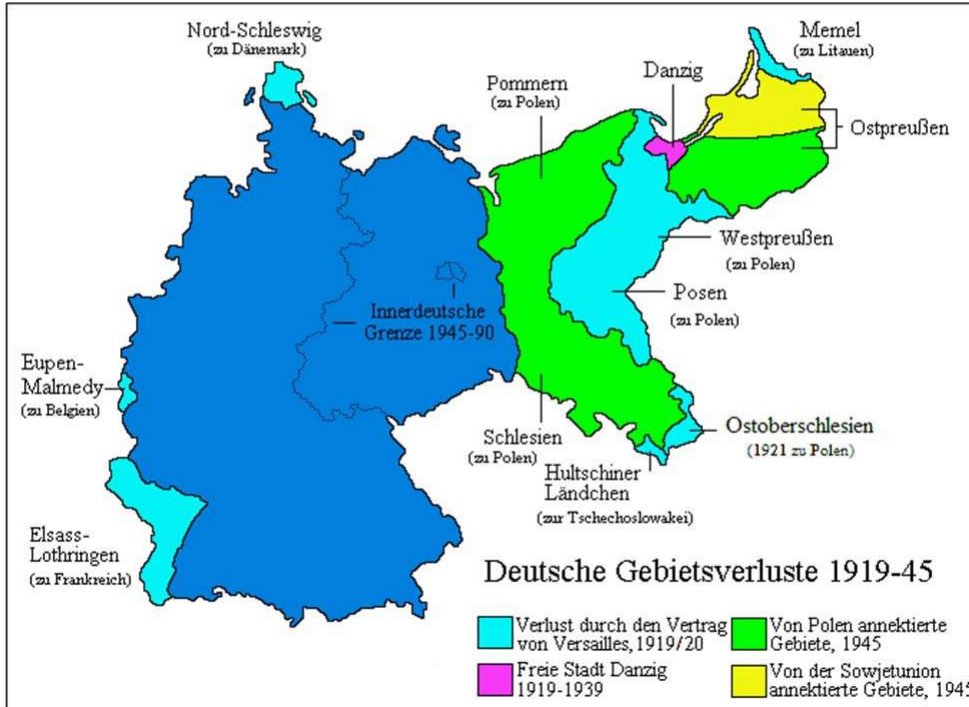 Nord-Schleswig
(zu Dänemark)
Memel
(zu Litauen)
Danzig
Pommern
(zu Polen)
Ostpreußen
Westpreußen
(zu Polen)
Posen
(zu Polen)
Innerdeutsche
Grenze 1945-90
Eupen-
Malmedy
(zu Belgien)
Schlesien
(zu Polen)
Ostoberschlesien
(1921 zu Polen)
Hultschiner
Ländchen
(zur Tschechoslowakei)
Elsass-
Lothringen
(zu Frankreich)
Deutsche Gebietsverluste 1919-45
Verlust durch den Vertrag
von Versailles, 1919/20
Freie Stadt Danzig
1919-1939
Von Polen annektierte
Gebiete, 1945
Von der Sowjetunion
annektierte Gebiete, 1945